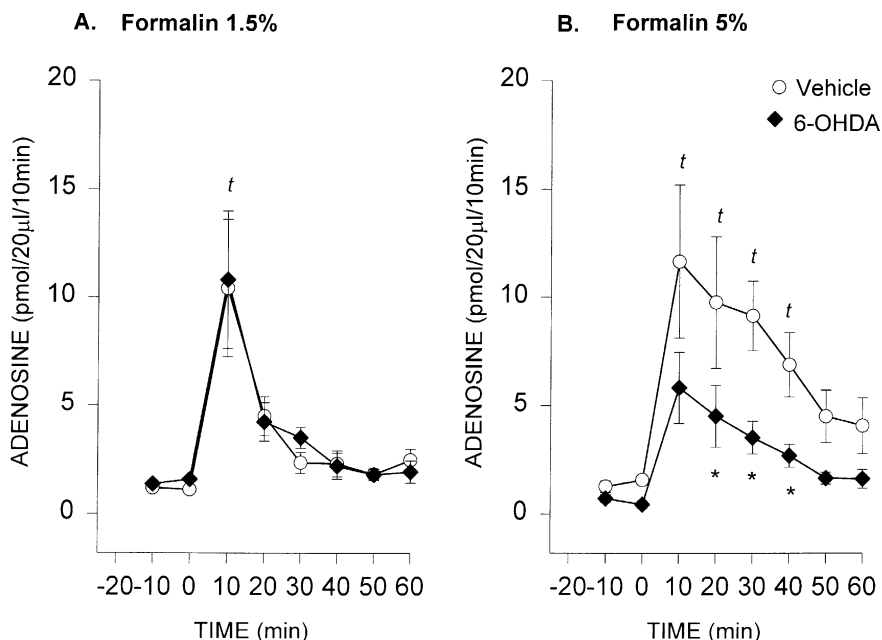 A. Formalin 1.5%
B. Formalin 5%
ADENOSINE (pmol/20µl/10min)
20
15
10
5
0
t
-20 -10 0 10 20 30 40 50 60
TIME (min)
ADENOSINE (pmol/20µl/10min)
20
15
10
5
0
Vehicle
6-OHDA
t
t
t
t
* * *
-20 -10 0 10 20 30 40 50 60
TIME (min)